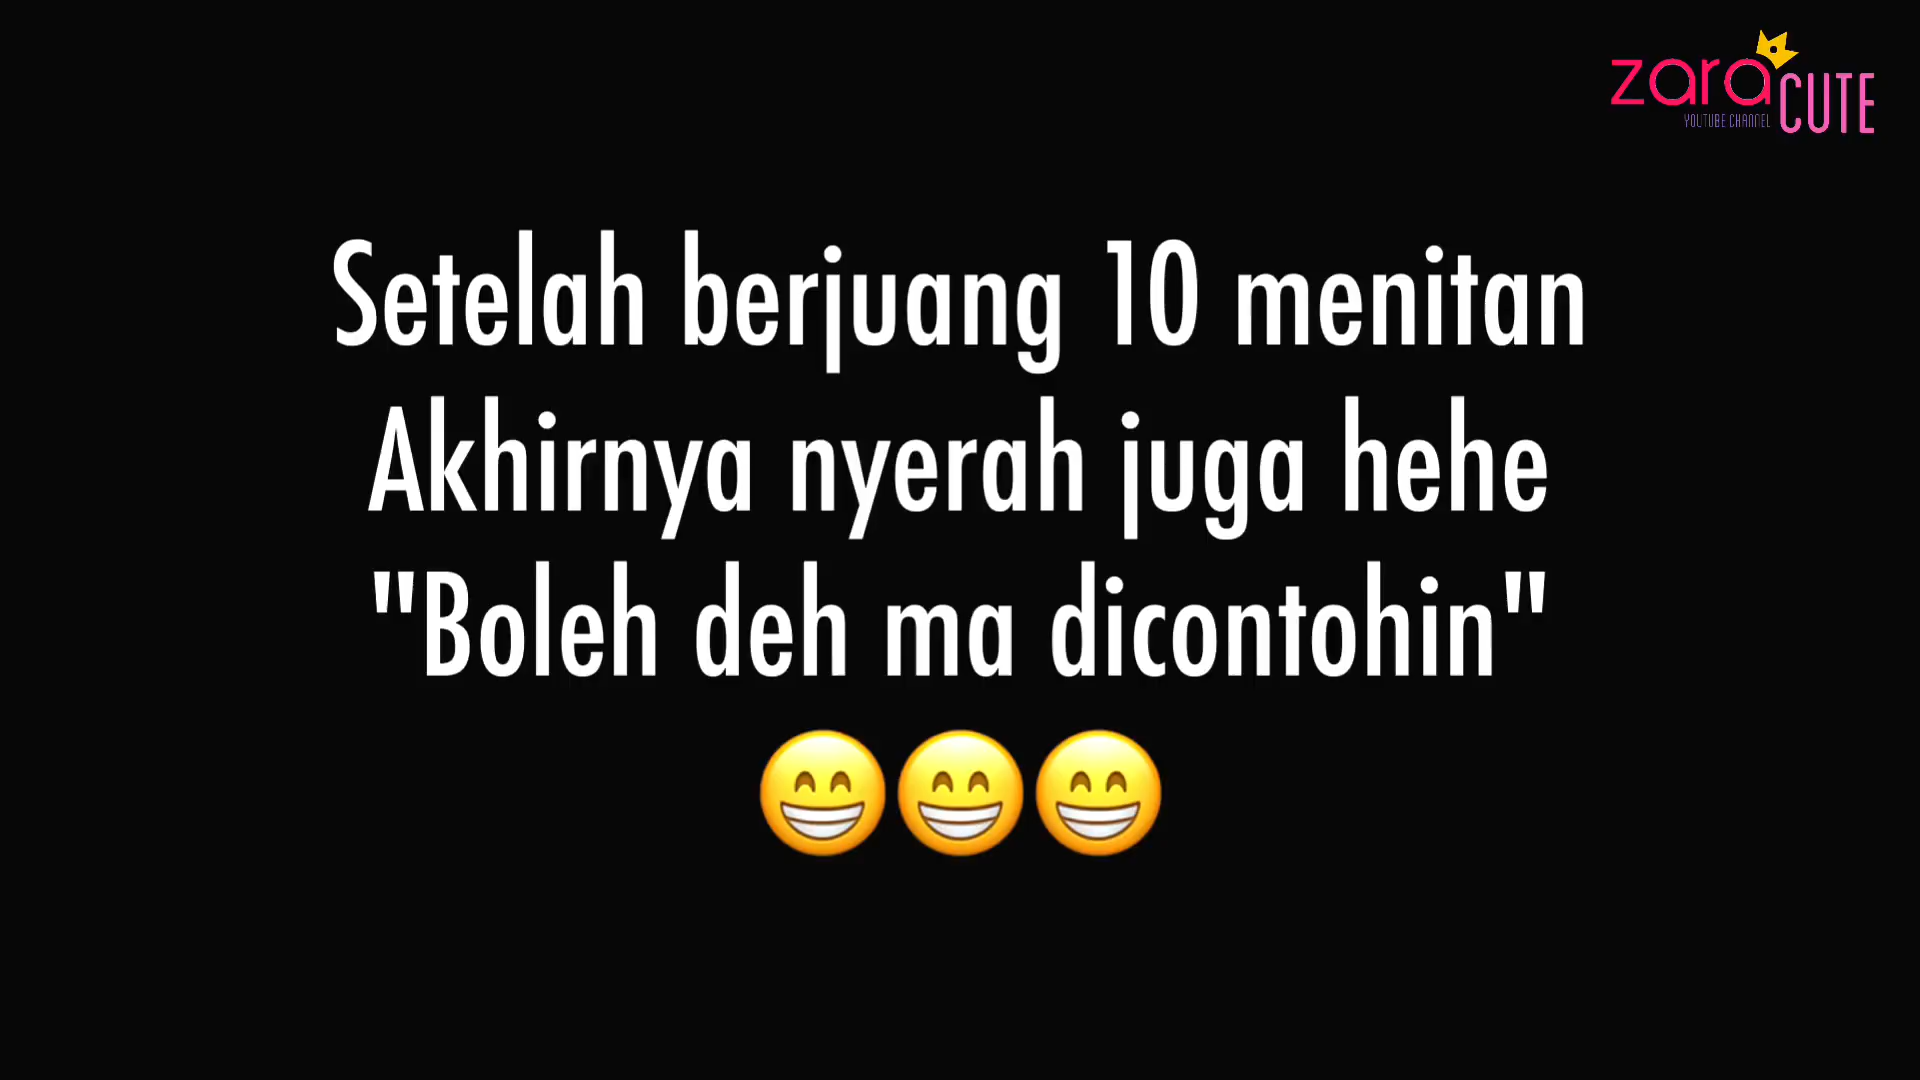 zara CUTE
YOUTUBE CHANNEL
Setelah berjuang 10 menitan
Akhirnya nyerah juga hehe
"Boleh deh ma dicontohin"
😁😁😁